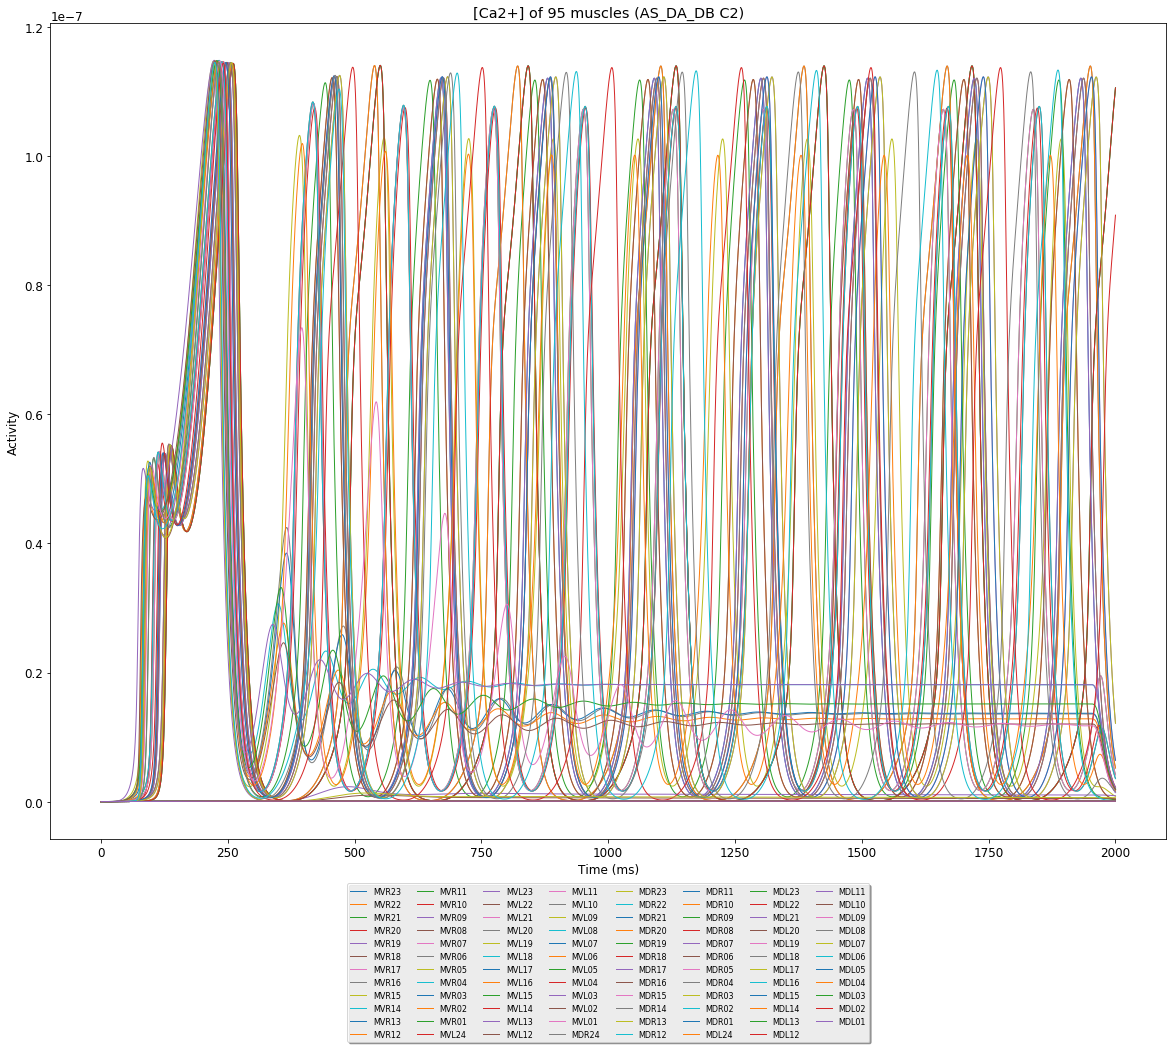 [Ca2+] of 95 muscles (AS_DA_DB C2)
1e−7
1.2
1.0
0.8
0.6
0.4
0.2
0.0
Activity
0 250 500 750 1000 1250 1500 1750 2000
Time (ms)
MVR23 MVR11 MVL23 MVL11 MDR23 MDR11 MDL23 MDL11
MVR22 MVR10 MVL22 MVL10 MDR22 MDR10 MDL22 MDL10
MVR21 MVR09 MVL21 MVL09 MDR21 MDR09 MDL21 MDL09
MVR20 MVR08 MVL20 MVL08 MDR20 MDR08 MDL20 MDL08
MVR19 MVR07 MVL19 MVL07 MDR19 MDR07 MDL19 MDL07
MVR18 MVR06 MVL18 MVL06 MDR18 MDR06 MDL18 MDL06
MVR17 MVR05 MVL17 MVL05 MDR17 MDR05 MDL17 MDL05
MVR16 MVR04 MVL16 MVL04 MDR16 MDR04 MDL16 MDL04
MVR15 MVR03 MVL15 MVL03 MDR15 MDR03 MDL15 MDL03
MVR14 MVR02 MVL14 MVL02 MDR14 MDR02 MDL14 MDL02
MVR13 MVR01 MVL13 MVL01 MDR13 MDR01 MDL13 MDL01
MVR12 MVL24 MVL12 MDR24 MDR12 MDL24 MDL12